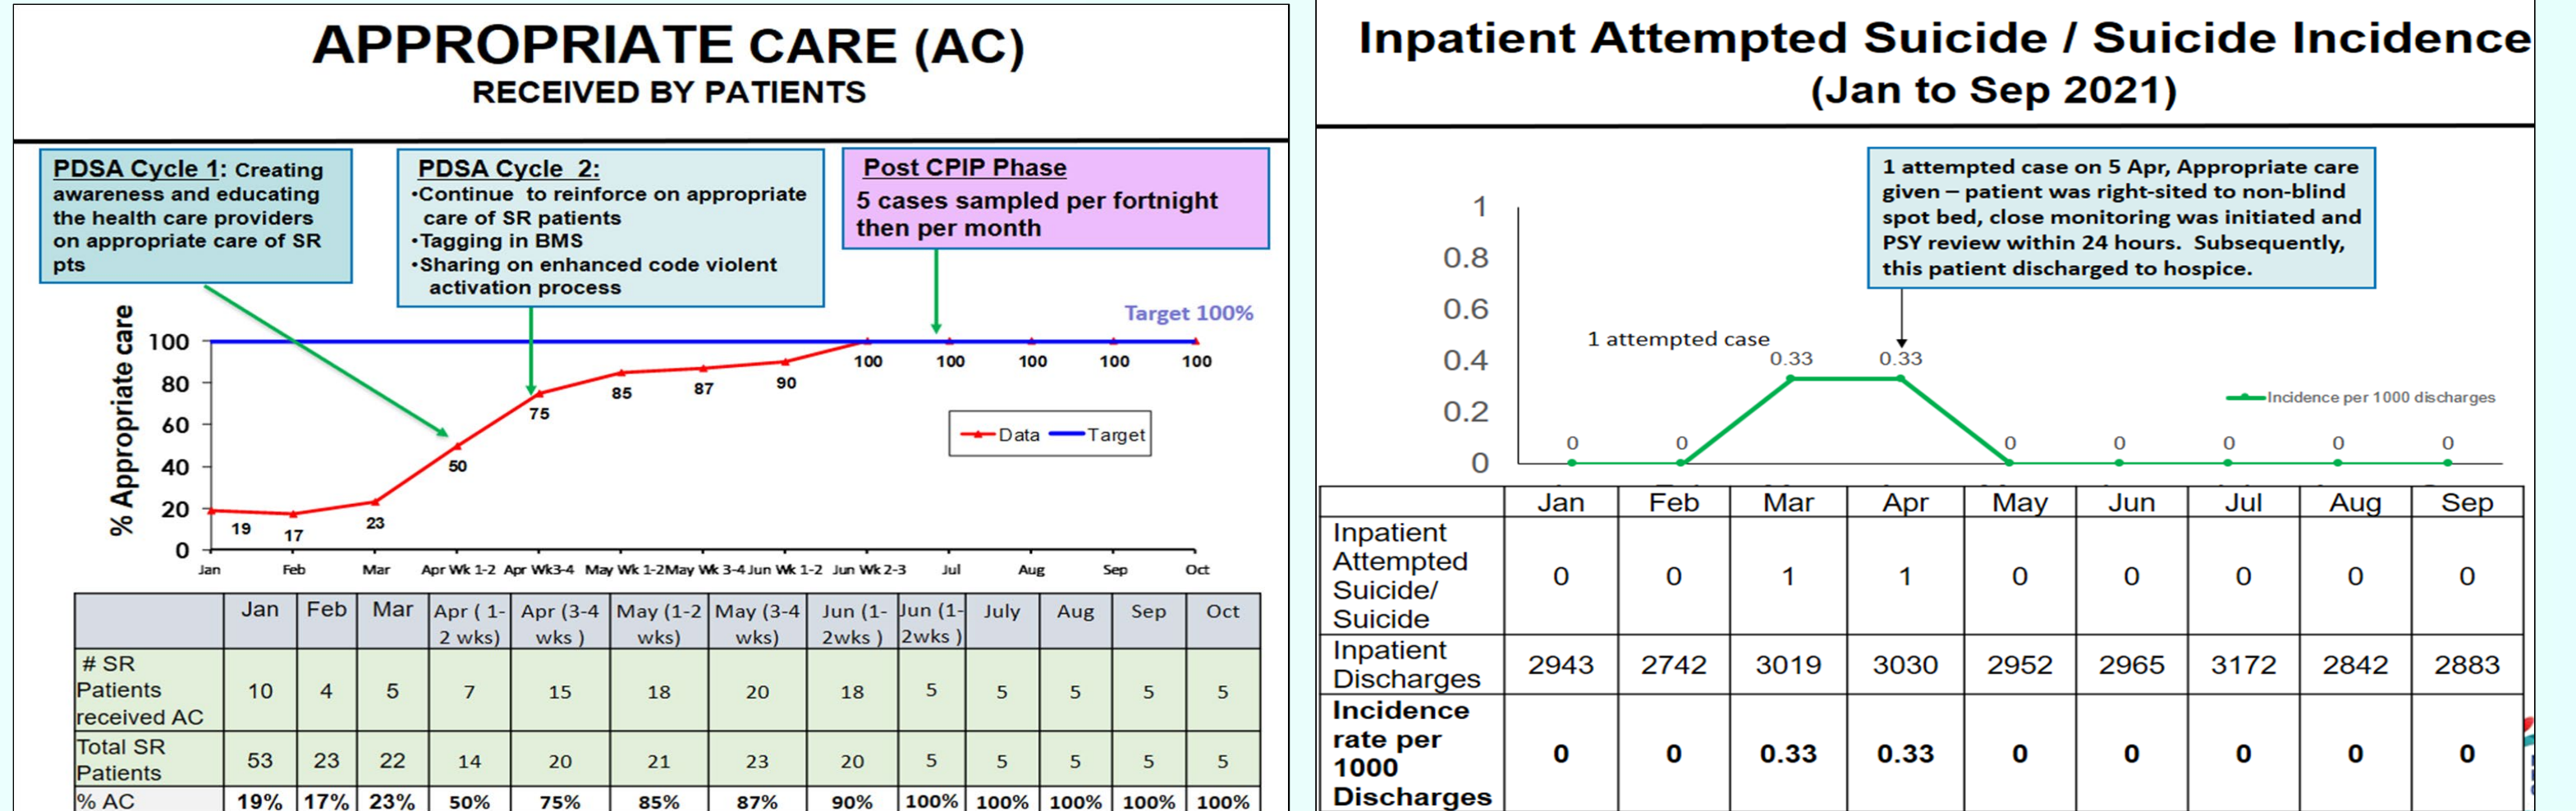 APPROPRIATE CARE (AC)
RECEIVED BY PATIENTS
PDSA Cycle 1: Creating
awareness and educating
the health care providers
on appropriate care of SR
pts
PDSA Cycle 2:
•Continue to reinforce on appropriate
care of SR patients
•Tagging in BMS
•Sharing on enhanced code violent
activation process
Post CPIP Phase
5 cases sampled per fortnight
then per month
Target 100%
% Appropriate care
100
80
60
40
20
0
19 17 23 50 75 85 87 90 100 100 100 100 100
Data Target
Jan Feb Mar Apr Wk 1-2 Apr Wk3-4 May Wk 1-2 May Wk 3-4 Jun Wk 1-2 Jun Wk 2-3 Jul Aug Sep Oct
Jan Feb Mar Apr ( 1- Apr (3-4 May (1-2 May (3-4 Jun (1- Jun (1- July Aug Sep Oct
2 wks) wks ) wks) wks) 2wks ) 2wks )
# SR
Patients
received AC
10 4 5 7 15 18 20 18 5 5 5 5 5
Total SR
Patients
53 23 22 14 20 21 23 20 5 5 5 5 5
% AC 19% 17% 23% 50% 75% 85% 87% 90% 100% 100% 100% 100% 100%
Inpatient Attempted Suicide / Suicide Incidence
(Jan to Sep 2021)
1 attempted case on 5 Apr, Appropriate care
given – patient was right-sited to non-blind
spot bed, close monitoring was initiated and
PSY review within 24 hours. Subsequently,
this patient discharged to hospice.
1
0.8
0.6
0.4
0.2
0
1 attempted case
0 0 0.33 0.33 0 0 0 0 0
Incidence per 1000 discharges
Jan Feb Mar Apr May Jun Jul Aug Sep
Inpatient
Attempted
Suicide/
Suicide
0 0 1 1 0 0 0 0 0
Inpatient
Discharges
2943 2742 3019 3030 2952 2965 3172 2842 2883
Incidence
rate per
1000
Discharges
0 0 0.33 0.33 0 0 0 0 0